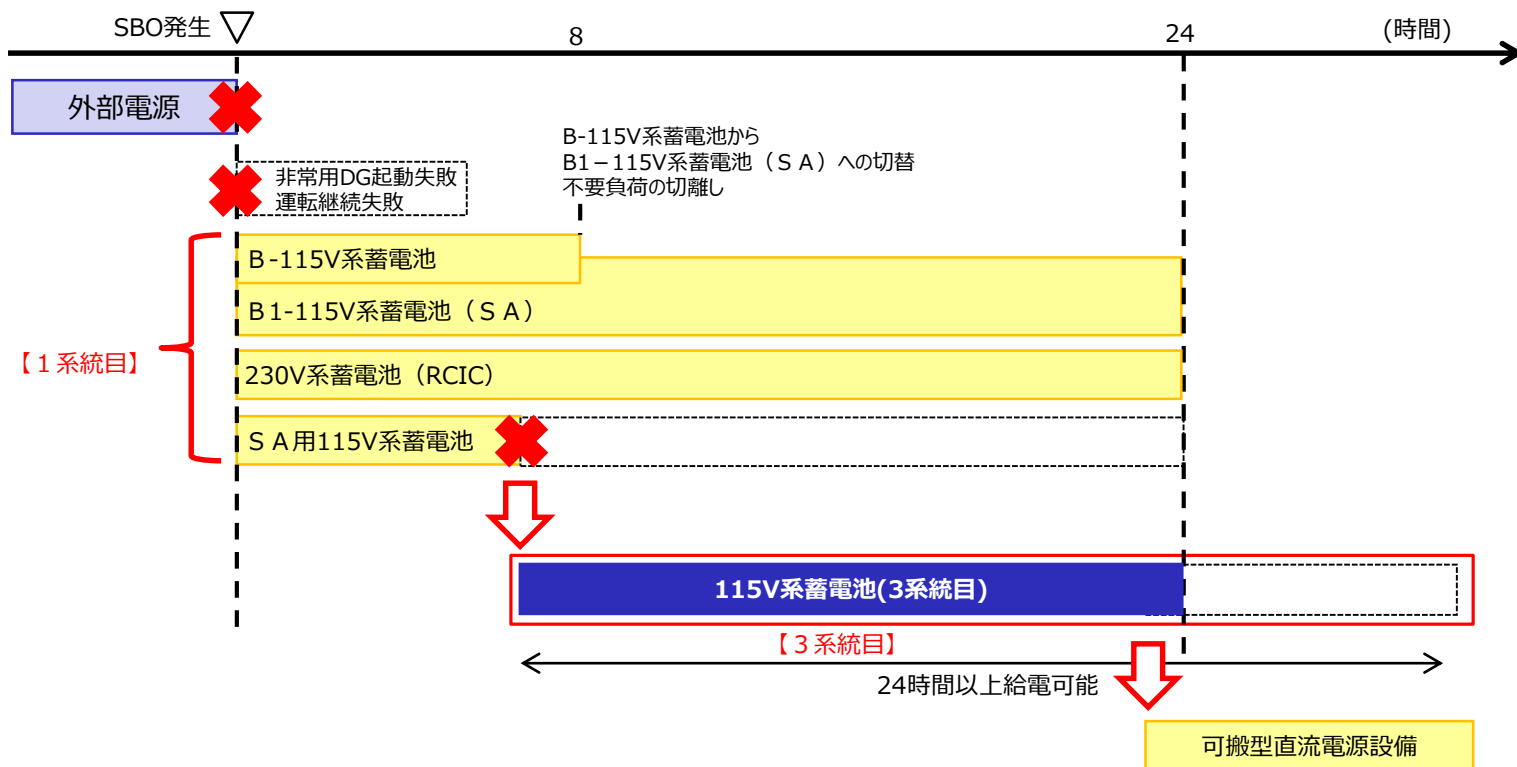 SBO発生
8
24
(時間)
外部電源
非常用DG起動失敗
運転継続失敗
B-115V系蓄電池から
B1－115V系蓄電池（ＳＡ）への切替
不要負荷の切離し
B-115V系蓄電池
B1-115V系蓄電池（ＳＡ）
【１系統目】
230V系蓄電池（RCIC）
ＳＡ用115V系蓄電池
115V系蓄電池(3系統目)
【３系統目】
24時間以上給電可能
可搬型直流電源設備